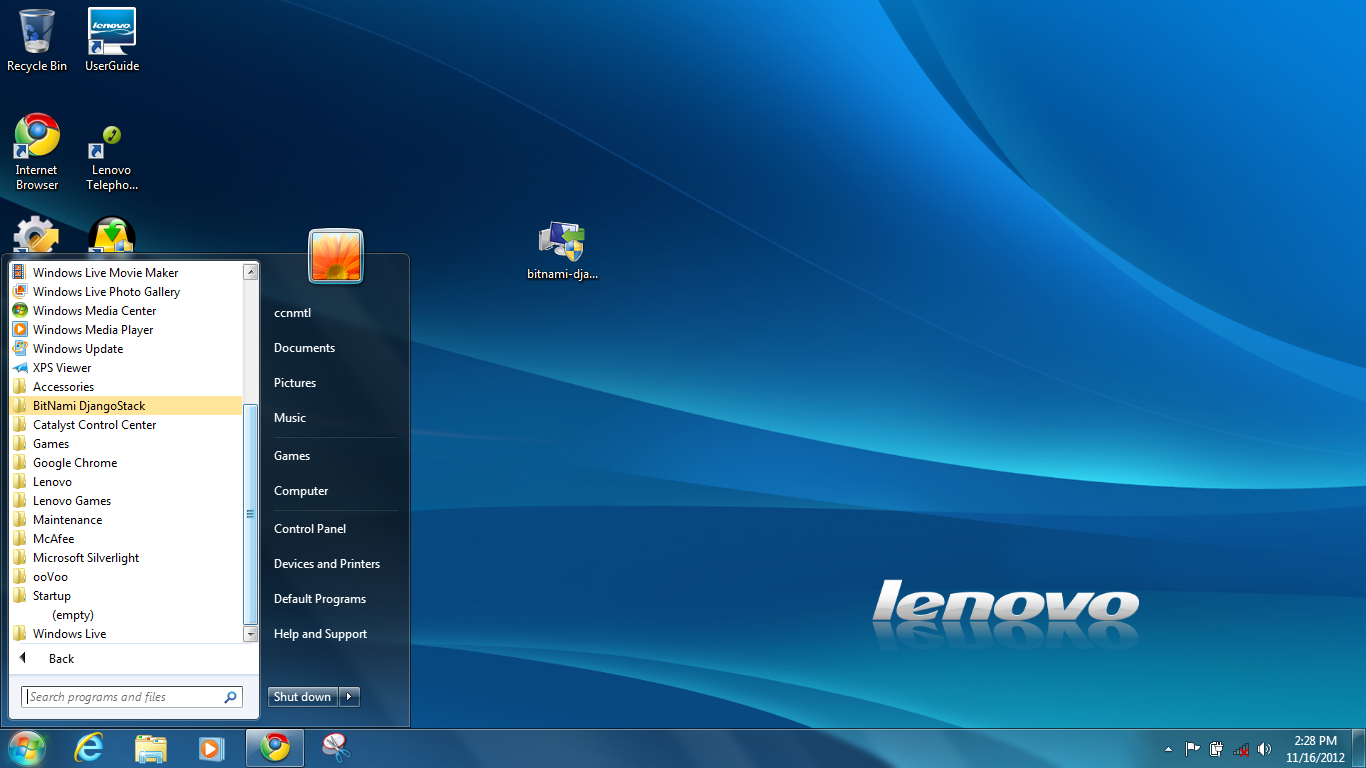 Recycle Bin
lenovo
UserGuide
Internet
Browser
Lenovo
Telepho...
bitnami-dja...
Windows Live Movie Maker
Windows Live Photo Gallery
Windows Media Center
Windows Media Player
Windows Update
XPS Viewer
Accessories
BitNami DjangoStack
Catalyst Control Center
Games
Google Chrome
Lenovo
Lenovo Games
Maintenance
McAfee
Microsoft Silverlight
ooVoo
Startup
(empty)
Windows Live
Back
Search programs and files
ccnmtl
Documents
Pictures
Music
Games
Computer
Control Panel
Devices and Printers
Default Programs
Help and Support
Shut down
lenovo
2:28 PM
11/16/2012